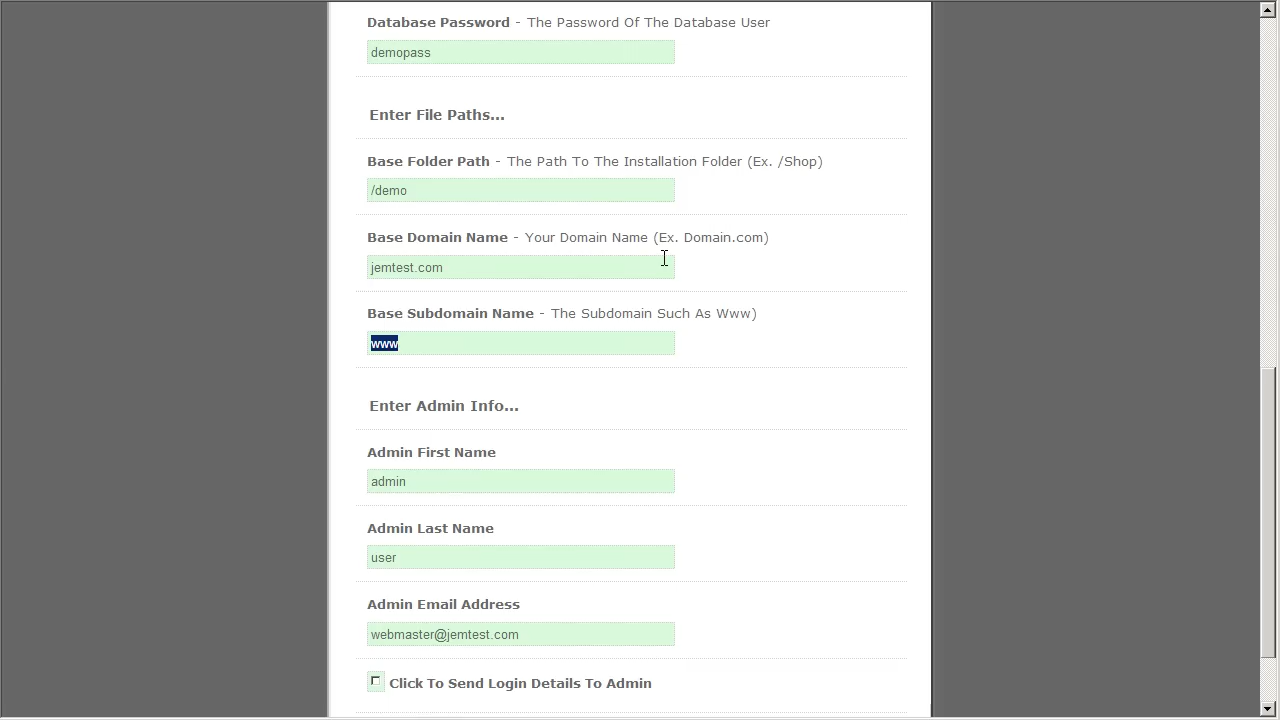 Database Password - The Password Of The Database User
demopass
Enter File Paths...
Base Folder Path - The Path To The Installation Folder (Ex. /Shop)
/demo
Base Domain Name - Your Domain Name (Ex. Domain.com)
jemtest.com
Base Subdomain Name - The Subdomain Such As Www)
www
Enter Admin Info...
Admin First Name
admin
Admin Last Name
user
Admin Email Address
webmaster@jemtest.com
Click To Send Login Details To Admin